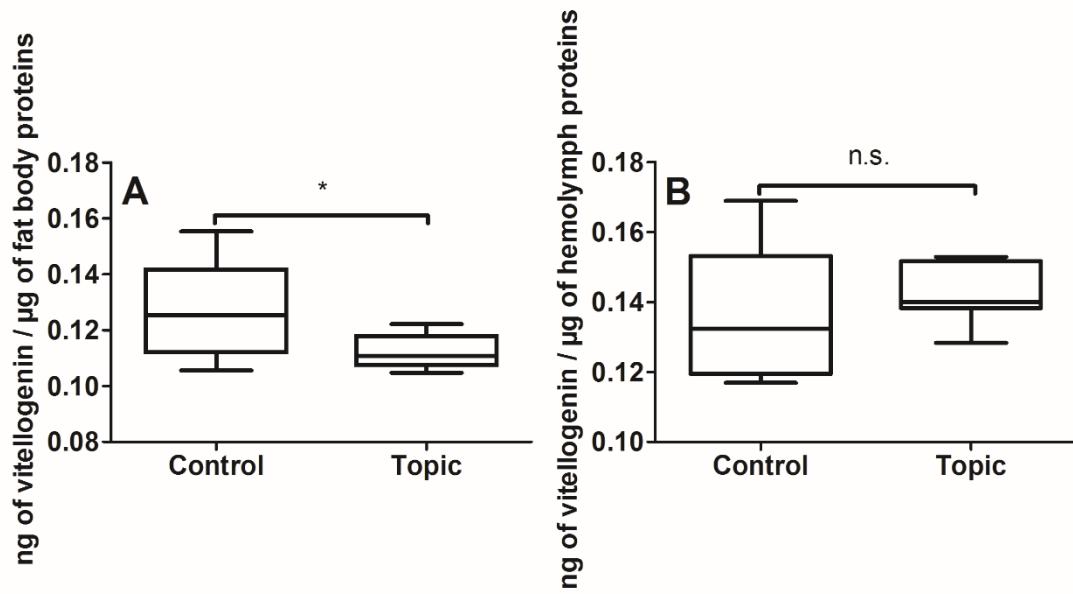 ng of vitellogenin / µg of fat body proteins
0.18
0.16
0.14
0.12
0.10
0.08
A
*
Control
Topic
ng of vitellogenin / µg of hemolymph proteins
0.18
0.16
0.14
0.12
0.10
B
n.s.
Control
Topic